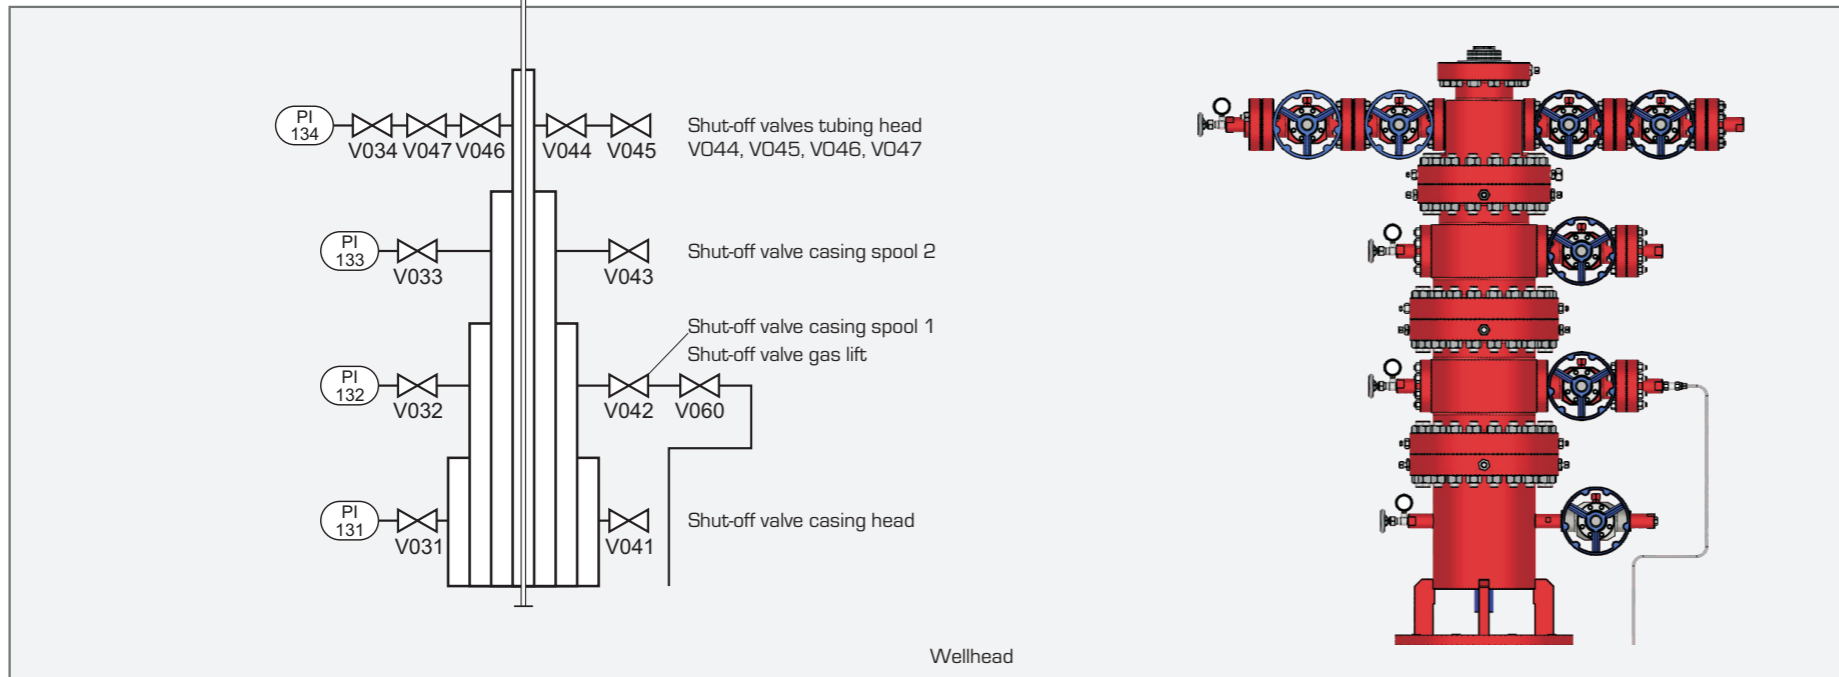 PI
134
V034 V047 V046 V044 V045
Shut-off valves tubing head
V044, V045, V046, V047
PI
133
V033 V043
Shut-off valve casing spool 2
Shut-off valve casing spool 1
Shut-off valve gas lift
PI
132
V032 V042 V060
PI
131
V031 V041
Shut-off valve casing head
Wellhead